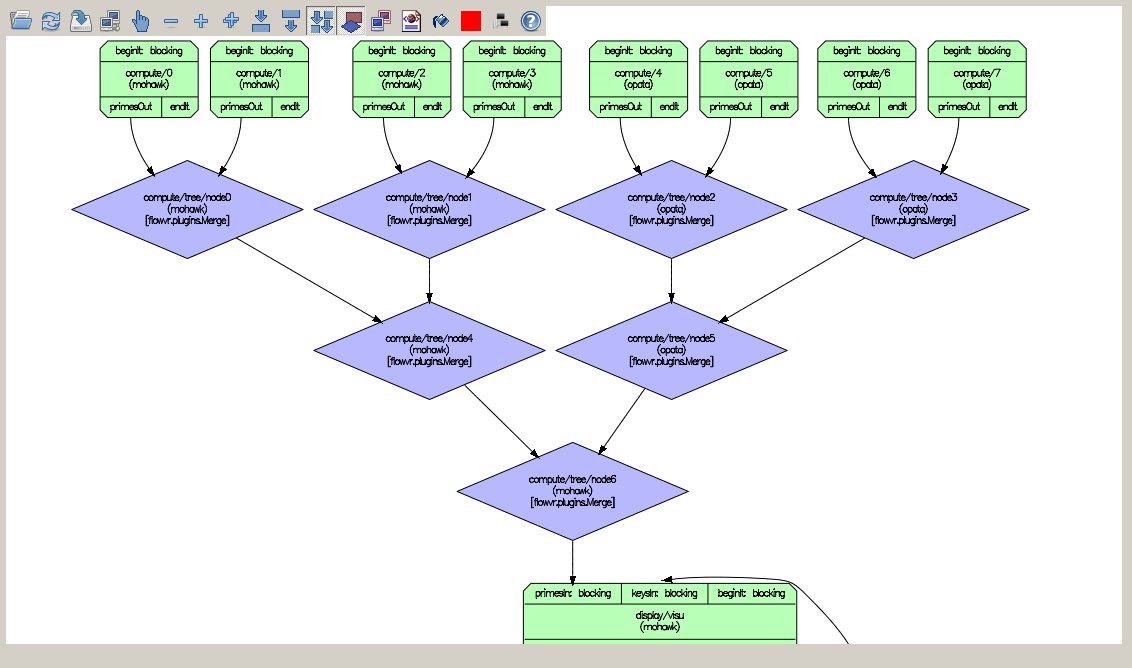 beginIt: blocking beginIt: blocking beginIt: blocking beginIt: blocking beginIt: blocking beginIt: blocking beginIt: blocking beginIt: blocking
compute/0 compute/1 compute/2 compute/3 compute/4 compute/5 compute/6 compute/7
(mohawk) (mohawk) (mohawk) (mohawk) (opata) (opata) (opata) (opata)
primesOut endIt primesOut endIt primesOut endIt primesOut endIt primesOut endIt primesOut endIt primesOut endIt primesOut endIt
compute/tree/node0 compute/tree/node1 compute/tree/node2 compute/tree/node3
(mohawk) (mohawk) (opata) (opata)
[flowvr.plugins.Merge] [flowvr.plugins.Merge] [flowvr.plugins.Merge] [flowvr.plugins.Merge]
compute/tree/node4 compute/tree/node5
(mohawk) (opata)
[flowvr.plugins.Merge] [flowvr.plugins.Merge]
compute/tree/node6
(mohawk)
[flowvr.plugins.Merge]
primesIn: blocking keysIn: blocking beginIt: blocking
display/visu
(mohawk)